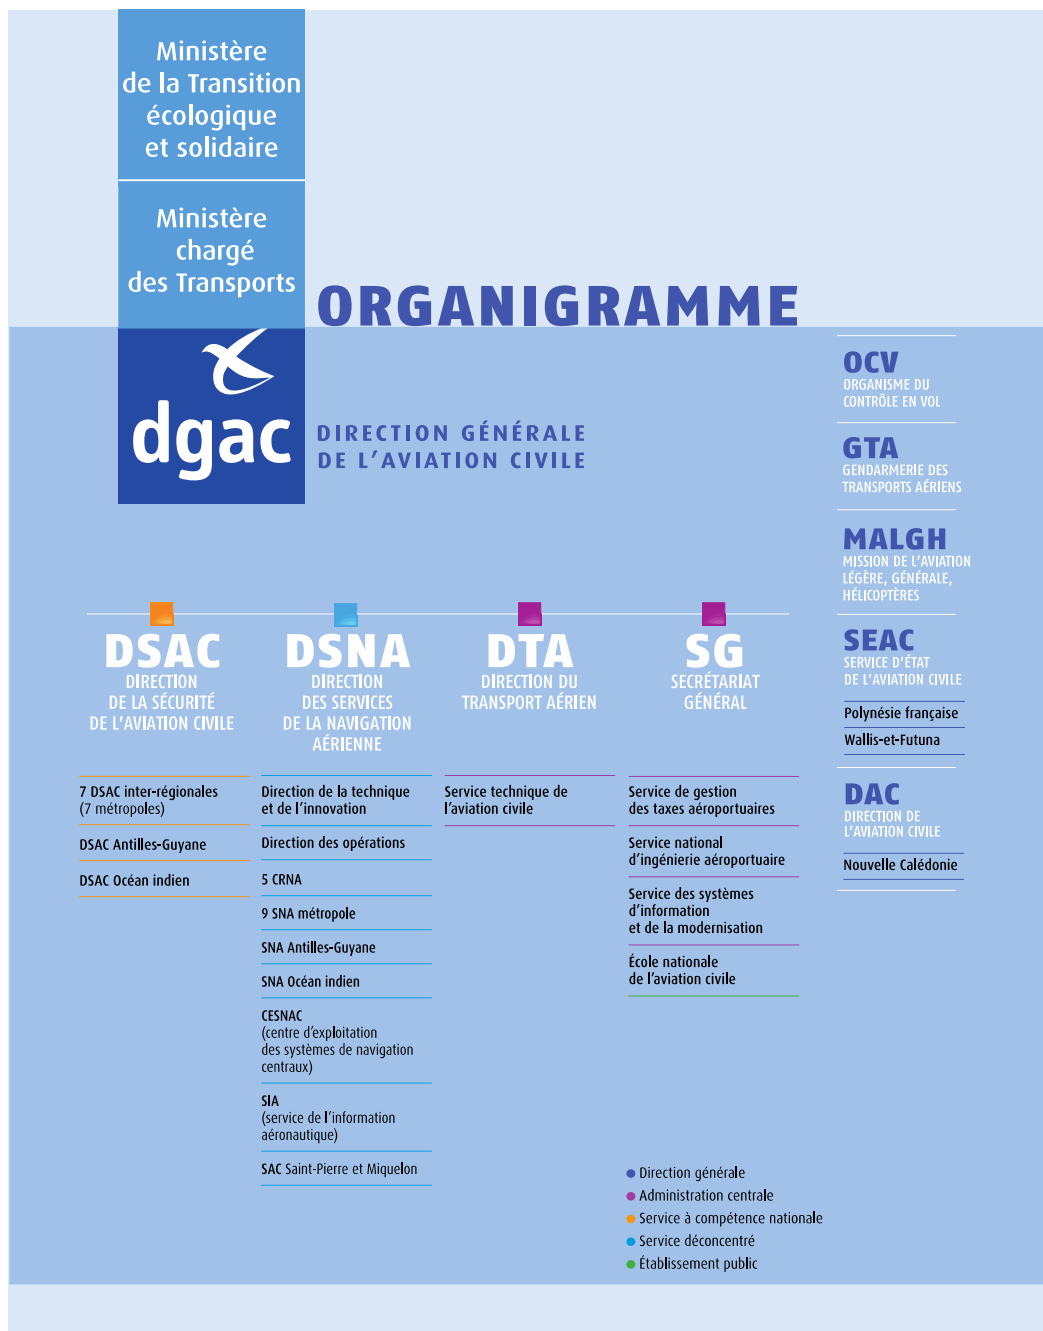 Ministère
de la Transition
écologique
et solidaire
Ministère
chargé
des Transports
ORGANIGRAMME
dgac
DIRECTION GÉNÉRALE
DE L’AVIATION CIVILE
OCV
ORGANISME DU
CONTRÔLE EN VOL
GTA
GENDARMERIE DES
TRANSPORTS AÉRIENS
MALGH
MISSION DE L’AVIATION
LÉGÈRE, GÉNÉRALE,
HÉLICOPTÈRES
SEAC
SERVICE D’ÉTAT
DE L’AVIATION CIVILE
Polynésie française
Wallis-et-Futuna
DAC
DIRECTION DE
L’AVIATION CIVILE
Nouvelle Calédonie
DSAC
DIRECTION
DE LA SÉCURITÉ
DE L’AVIATION CIVILE
7 DSAC inter-régionales
(7 métropoles)
DSAC Antilles-Guyane
DSAC Océan indien
DSNA
DIRECTION
DES SERVICES
DE LA NAVIGATION
AÉRIENNE
Direction de la technique
et de l’innovation
Direction des opérations
5 CRNA
9 SNA métropole
SNA Antilles-Guyane
SNA Océan indien
CESNAC
(centre d’exploitation
des systèmes de navigation
centraux)
SIA
(service de l’information
aéronautique)
SAC Saint-Pierre et Miquelon
DTA
DIRECTION DU
TRANSPORT AÉRIEN
Service technique de
l’aviation civile
SG
SECRÉTARIAT
GÉNÉRAL
Service de gestion
des taxes aéroportuaires
Service national
d’ingénierie aéroportuaire
Service des systèmes
d’information
et de la modernisation
École nationale
de l’aviation civile
Direction générale
Administration centrale
Service à compétence nationale
Service déconcentré
Établissement public